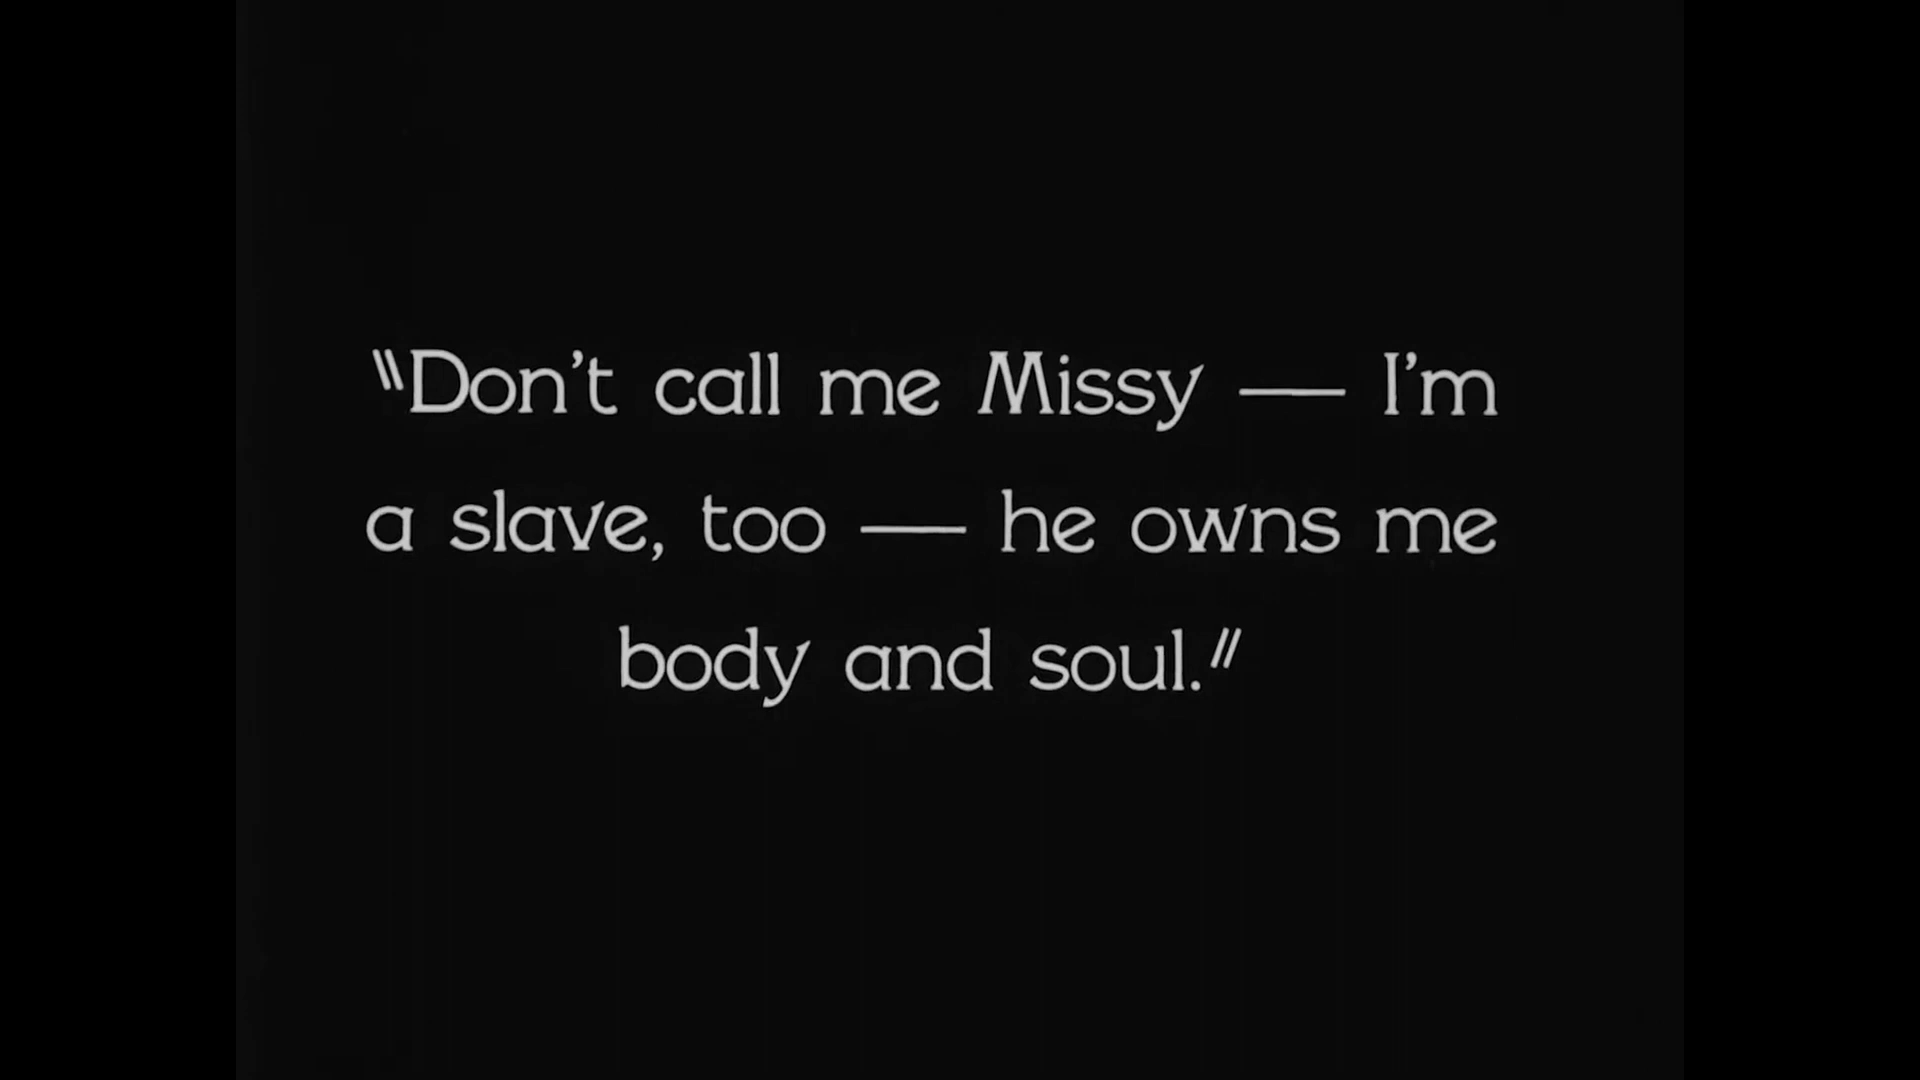 "Don't call me Missy — I'm
a slave, too — he owns me
body and soul."